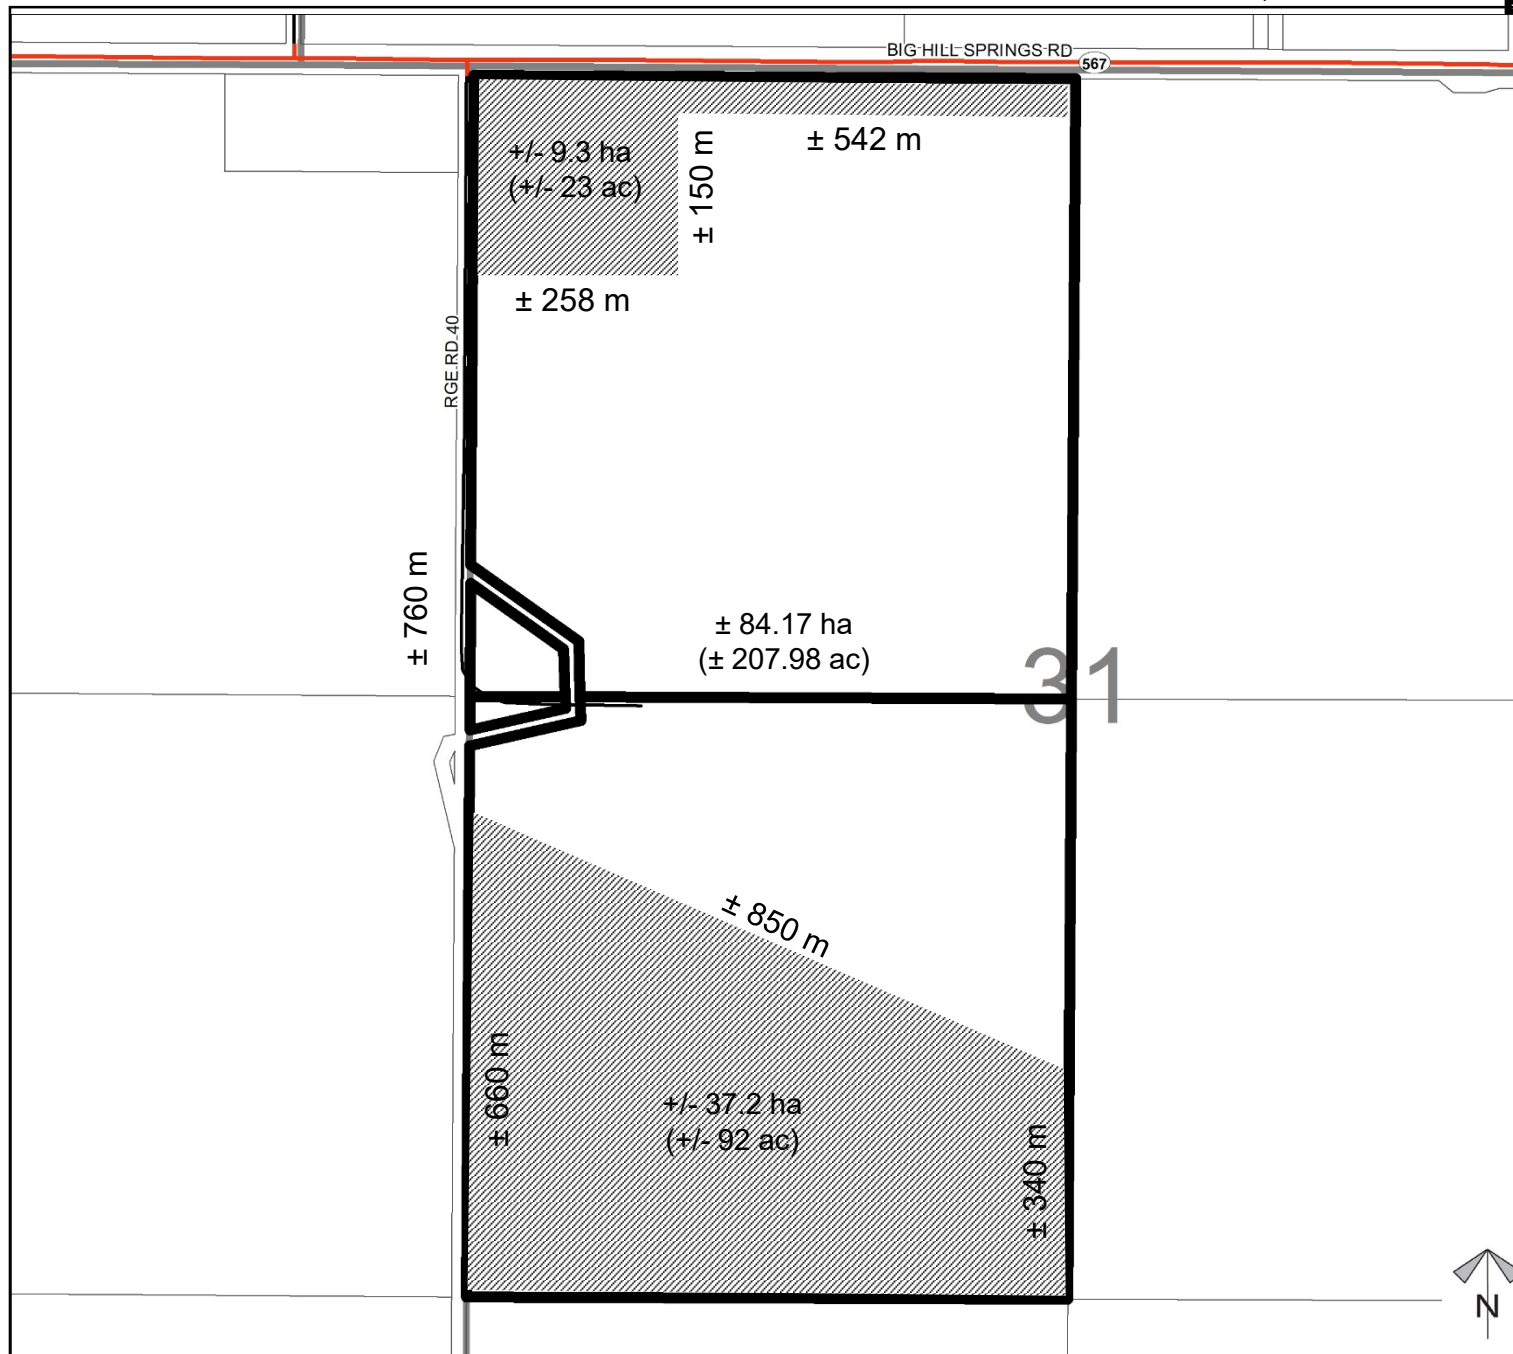 BIG HILL SPRINGS RD
567
+/- 9.3 ha
(+/- 23 ac)
± 150 m
± 542 m
± 258 m
RGE RD 40
± 760 m
± 84.17 ha
(± 207.98 ac)
31
± 850 m
± 660 m
+/- 37.2 ha
(+/- 92 ac)
± 340 m
N